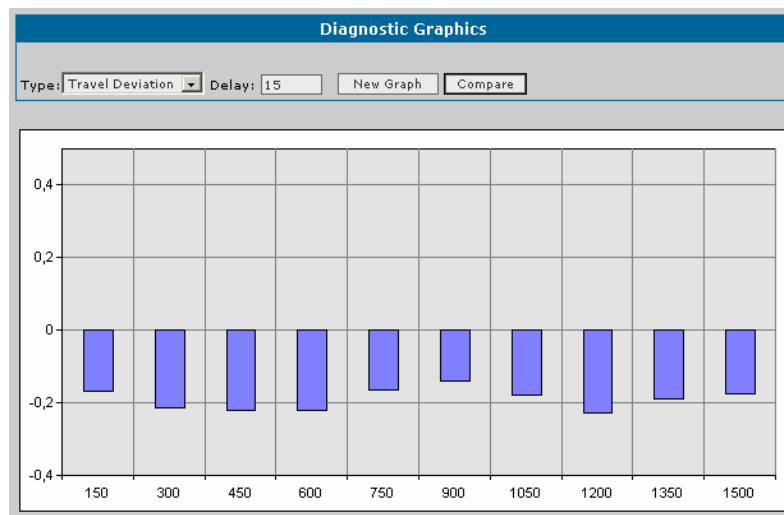 Diagnostic Graphics
Type: Travel Deviation Delay: 15 New Graph Compare
0,4
0,2
0
-0,2
-0,4
150 300 450 600 750 900 1050 1200 1350 1500